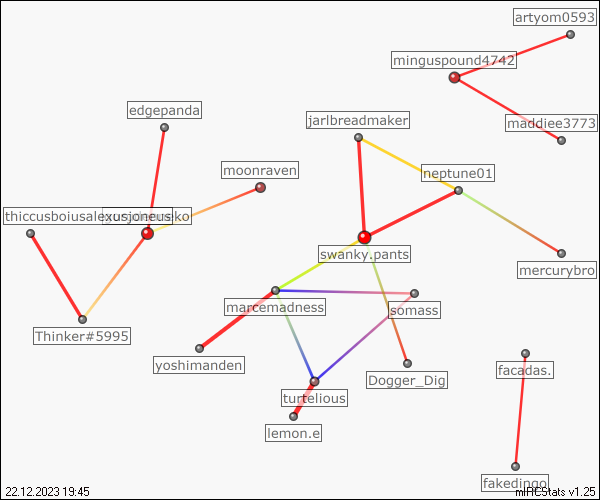 artyom0593
minguspound4742
edgepanda
jarlbreadmaker
maddiee3773
moonraven
neptune01
swanky.pants
mercurybro
marcemadness
somass
Thinker#5995
yoshimanden
Dogger_Dig
facadas.
turtelious
lemon.e
fakedingo
22.12.2023 19:45
mIRCStats v1.25